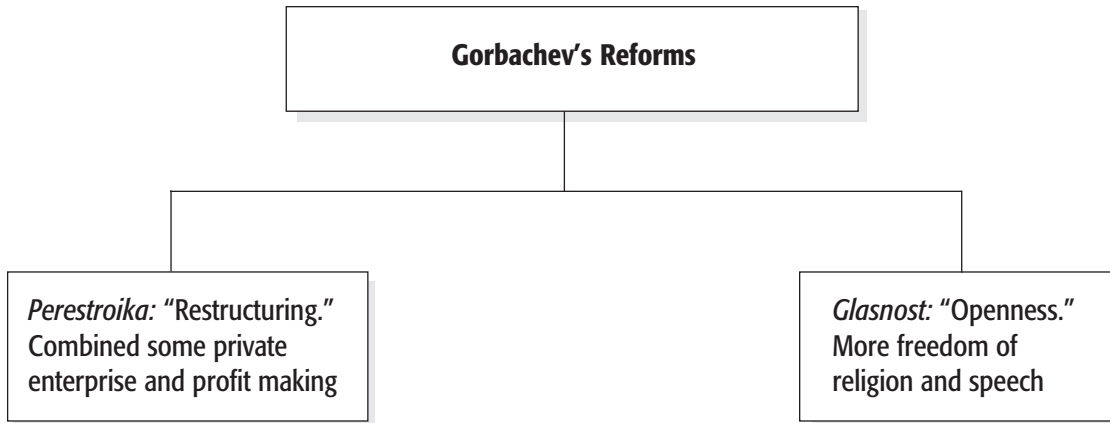 Gorbachev’s Reforms
Perestroika: “Restructuring.”
Combined some private
enterprise and profit making
Glasnost: “Openness.”
More freedom of
religion and speech